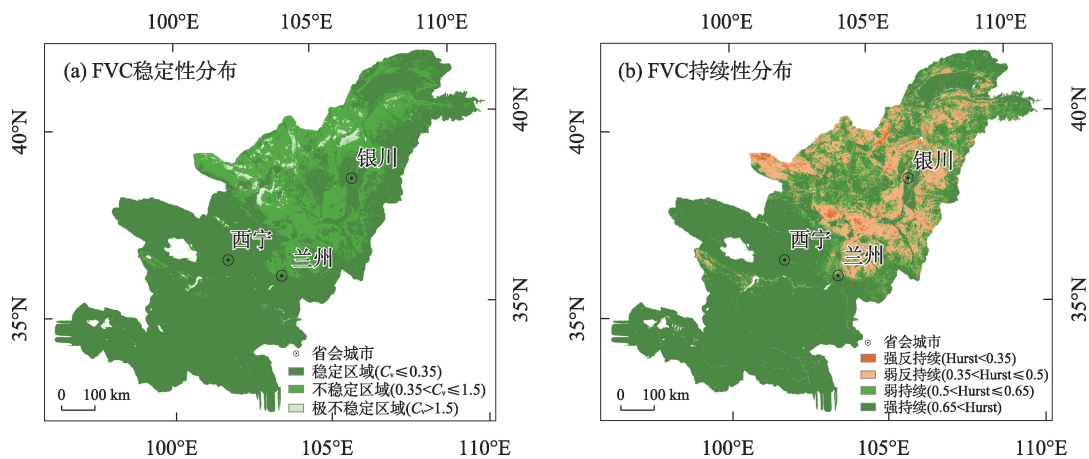 100°E 105°E 110°E
(a) FVC稳定性分布
40°N
35°N
40°N
35°N
银川
西宁
兰州
省会城市
稳定区域(Cᵥ≤0.35)
不稳定区域(0.35<Cᵥ≤1.5)
极不稳定区域(Cᵥ>1.5)
0 100 km
100°E 105°E 110°E
100°E 105°E 110°E
(b) FVC持续性分布
40°N
35°N
40°N
35°N
银川
西宁
兰州
省会城市
强反持续(Hurst<0.35)
弱反持续(0.35<Hurst≤0.5)
弱持续(0.5<Hurst≤0.65)
强持续(0.65<Hurst)
0 100 km
100°E 105°E 110°E